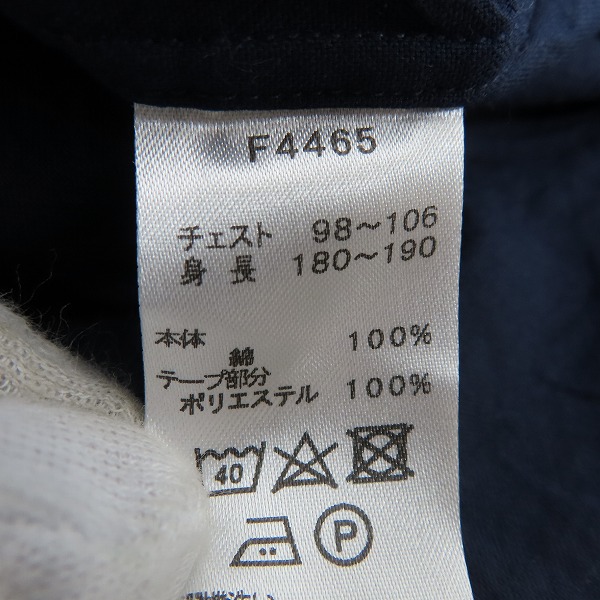 F4465
チェスト 98～106
身長 180～190
本体
綿 100%
テープ部分
ポリエステル 100%
40
P